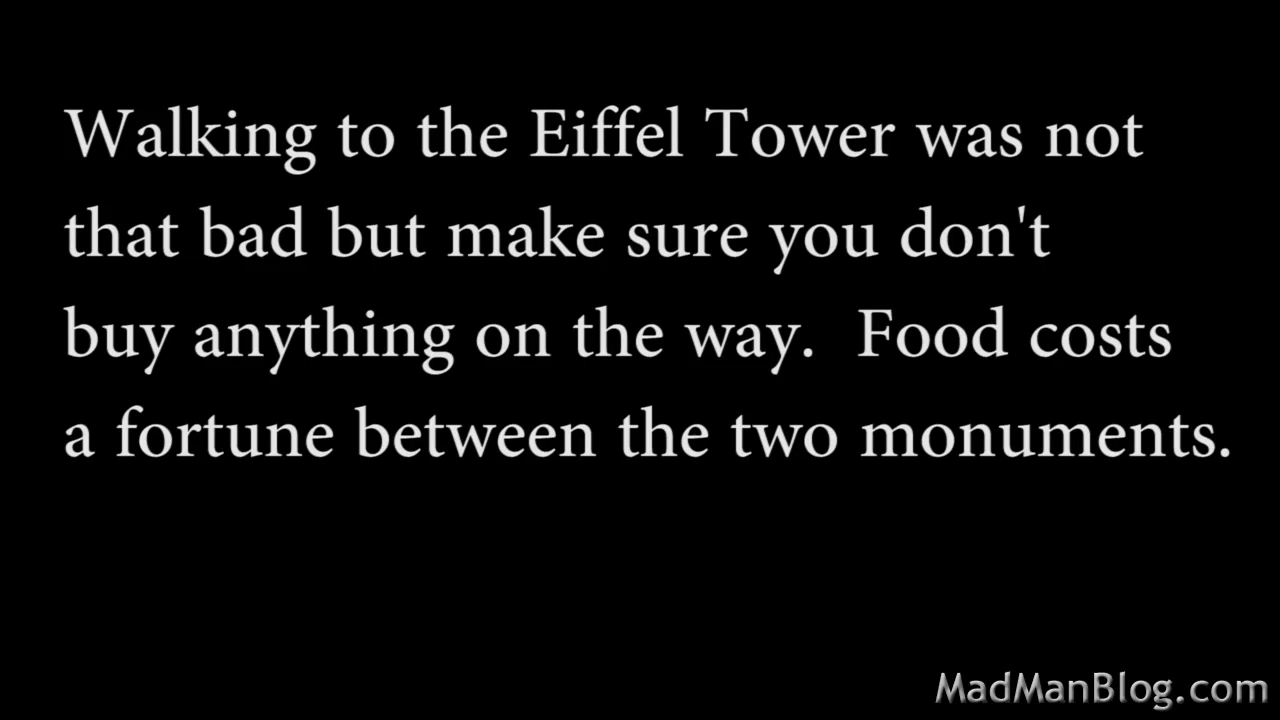 Walking to the Eiffel Tower was not
that bad but make sure you don't
buy anything on the way.  Food costs
a fortune between the two monuments.
MadManBlog.com